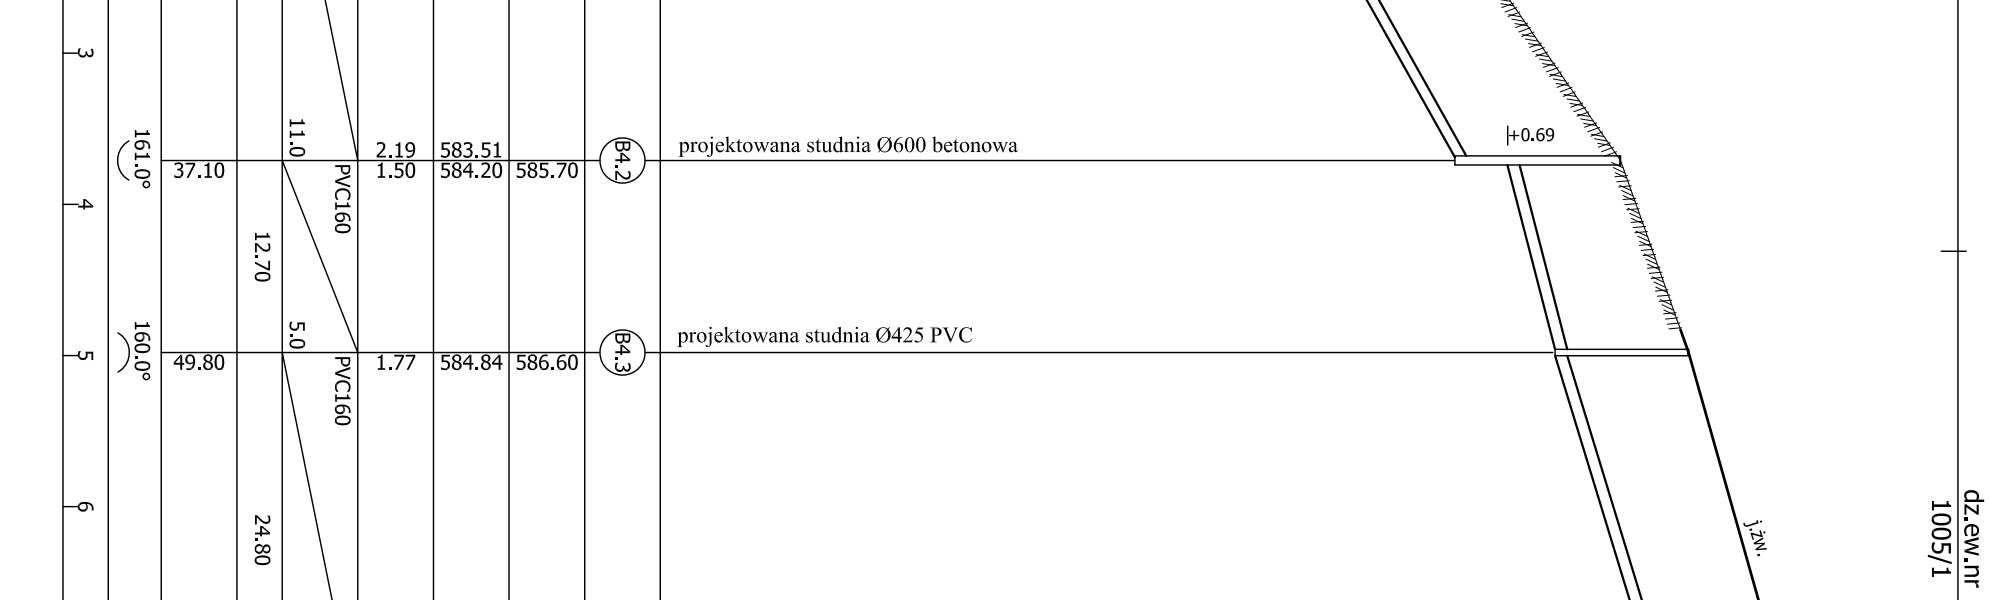 3
4
5
6
161.0°
37.10
11.0
PVC160
2.19 583.51
1.50 584.20 585.70
B4.2
projektowana studnia Ø600 betonowa
+0.69
12.70
160.0°
49.80
5.0
PVC160
1.77 584.84 586.60
B4.3
projektowana studnia Ø425 PVC
24.80
j.żw.
dz.ew.nr
1005/1